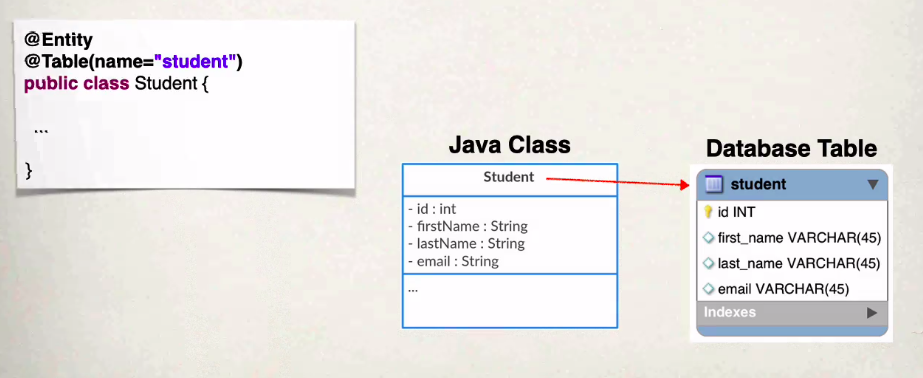 @Entity
@Table(name="student")
public class Student {
...
}
Java Class
Student
- id : int
- firstName : String
- lastName : String
- email : String
...
Database Table
student
id INT
first_name VARCHAR(45)
last_name VARCHAR(45)
email VARCHAR(45)
Indexes